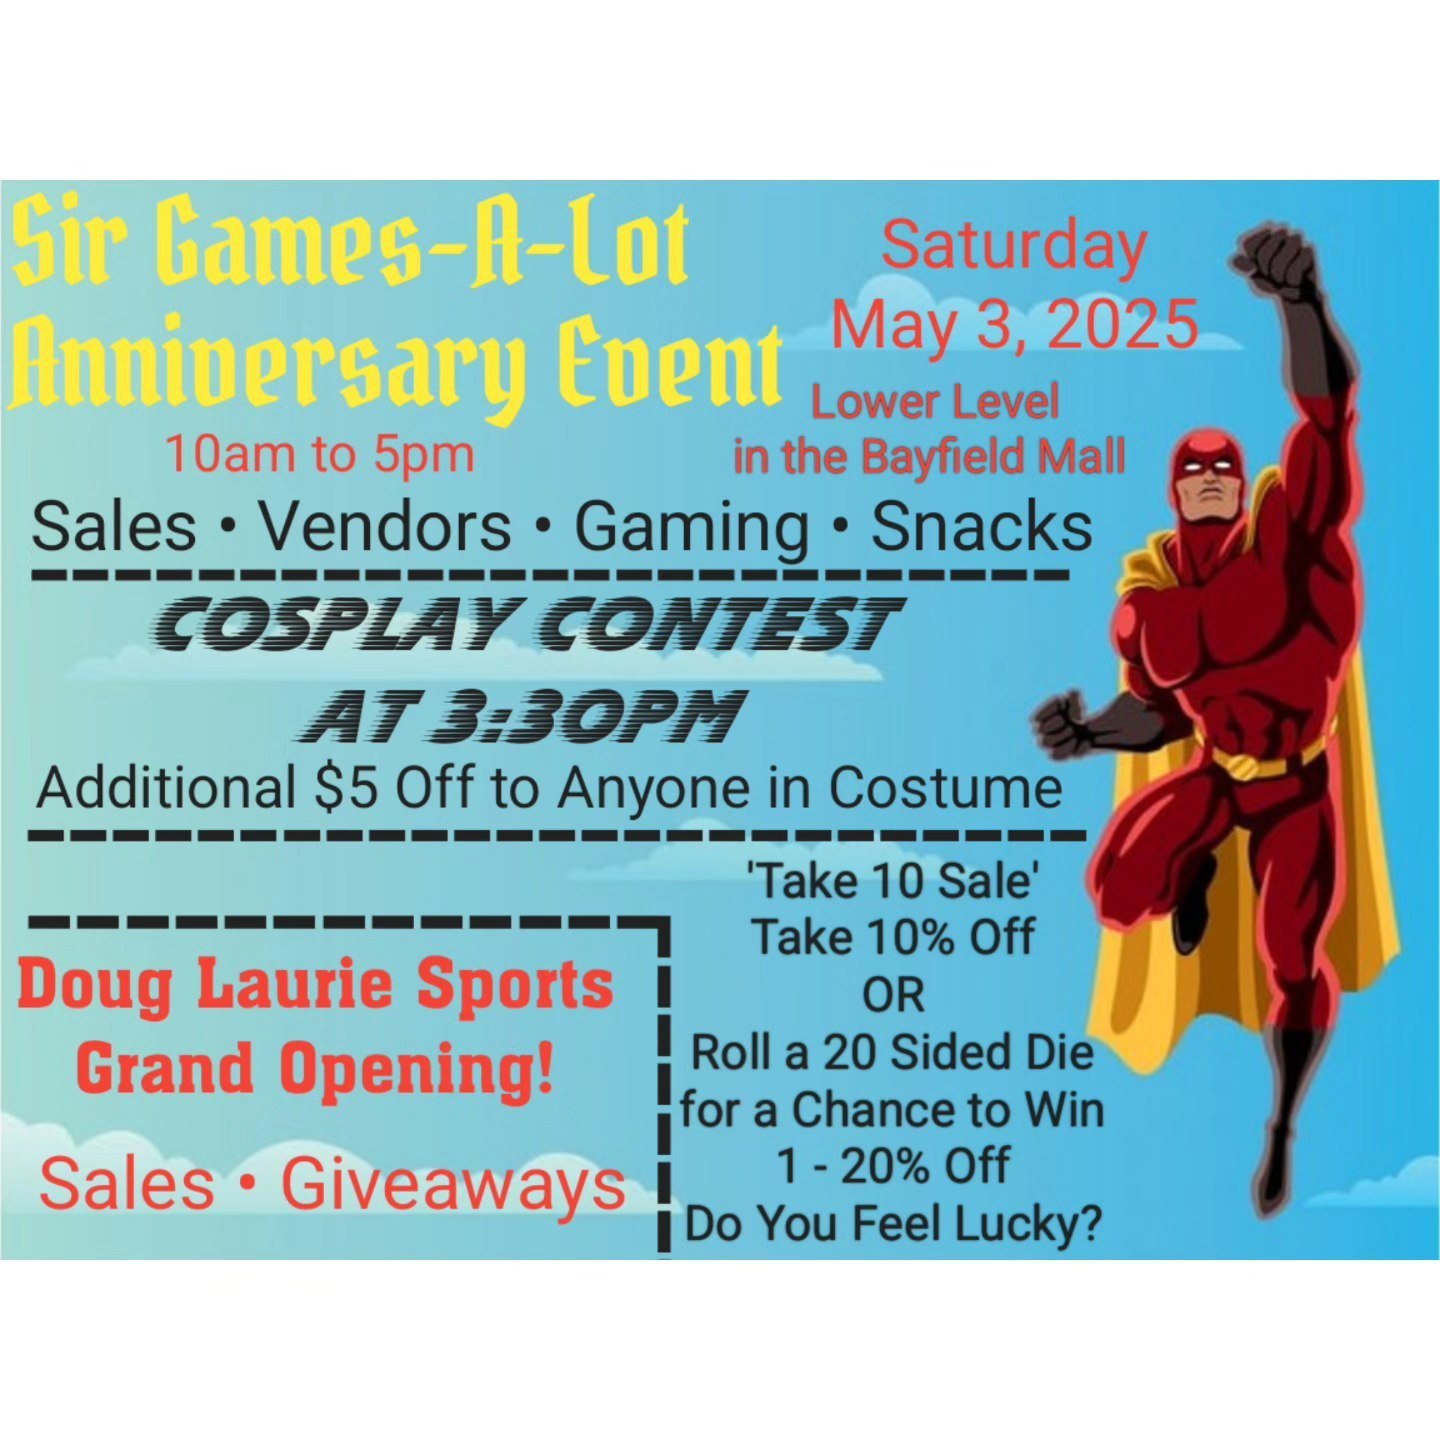 Sir Games-A-Lot
Anniversary Event
10am to 5pm
Saturday
May 3, 2025
Lower Level
in the Bayfield Mall
Sales • Vendors • Gaming • Snacks
COSPLAY CONTEST
AT 3:30PM
Additional $5 Off to Anyone in Costume
Doug Laurie Sports
Grand Opening!
Sales • Giveaways
'Take 10 Sale'
Take 10% Off
OR
Roll a 20 Sided Die
for a Chance to Win
1 - 20% Off
Do You Feel Lucky?